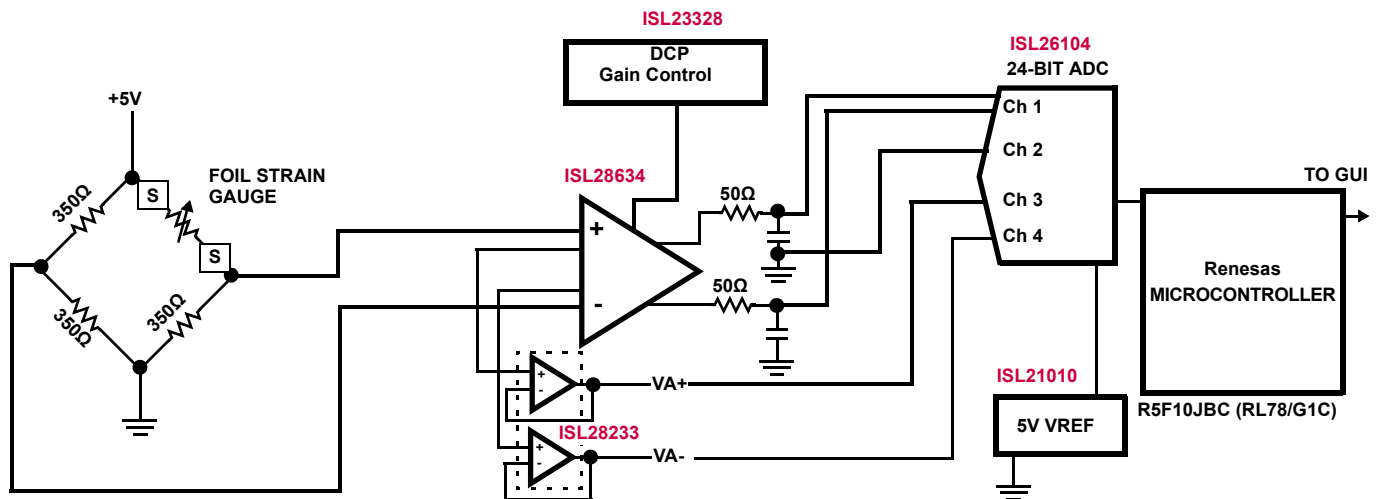 ISL23328
DCP
Gain Control
ISL26104
24-BIT ADC
+5V
Ch 1
Ch 2
Ch 3
Ch 4
350Ω
S
FOIL STRAIN
GAUGE
S
350Ω
350Ω
ISL28634
+
-
50Ω
50Ω
TO GUI
Renesas
MICROCONTROLLER
R5F10JBC (RL78/G1C)
ISL21010
5V VREF
+
-
VA+
ISL28233
+
-
VA-